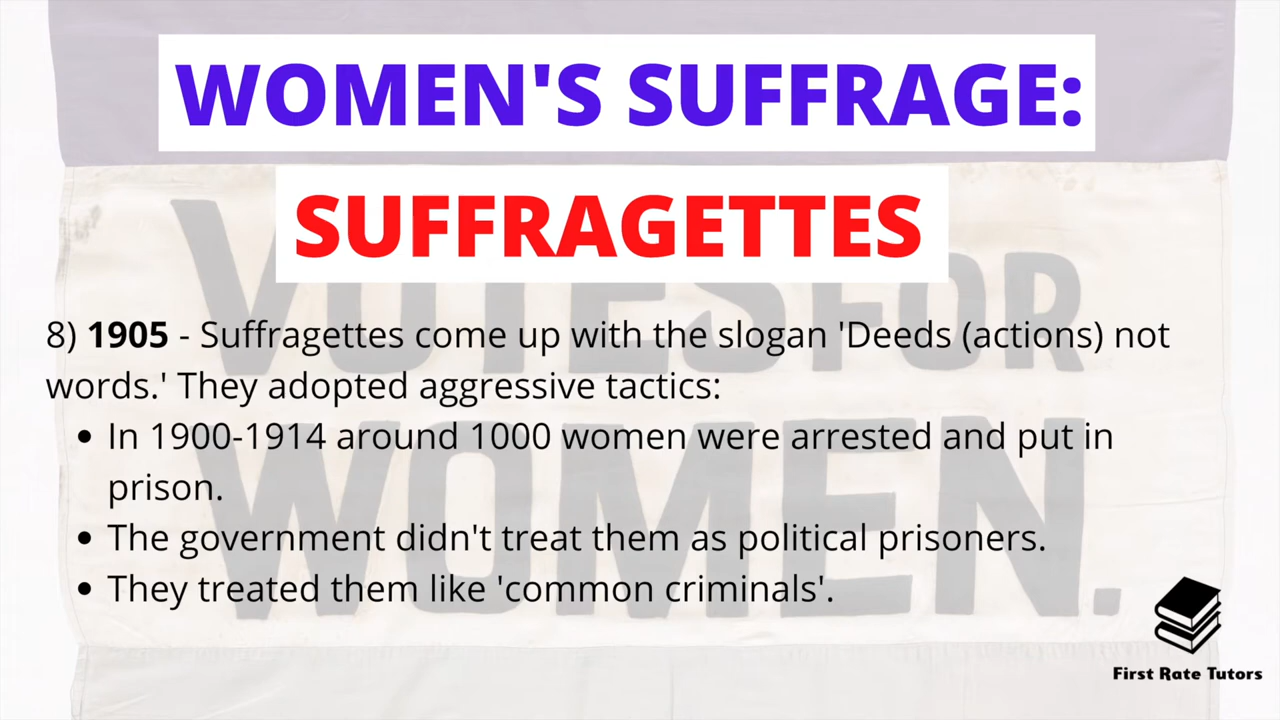 WOMEN'S SUFFRAGE:
SUFFRAGETTES
VOTES FOR
WOMEN.
8) 1905 - Suffragettes come up with the slogan 'Deeds (actions) not
words.' They adopted aggressive tactics:
• In 1900-1914 around 1000 women were arrested and put in
prison.
• The government didn't treat them as political prisoners.
• They treated them like 'common criminals'.
First Rate Tutors